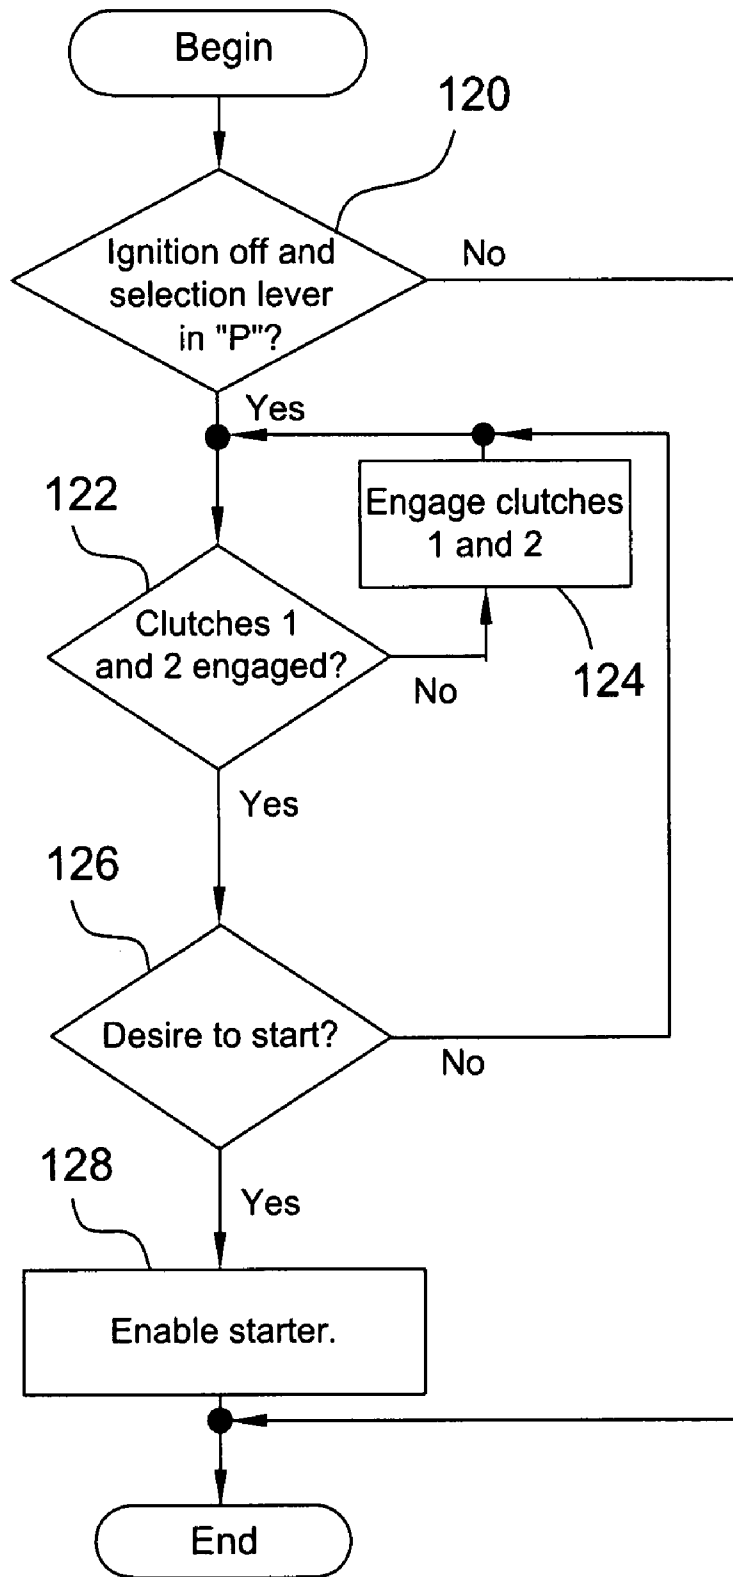 Begin
120
Ignition off and
selection lever
in "P"?
No
Yes
122
Engage clutches
1 and 2
Clutches 1
and 2 engaged?
No
124
Yes
126
Desire to start?
No
128
Yes
Enable starter.
End